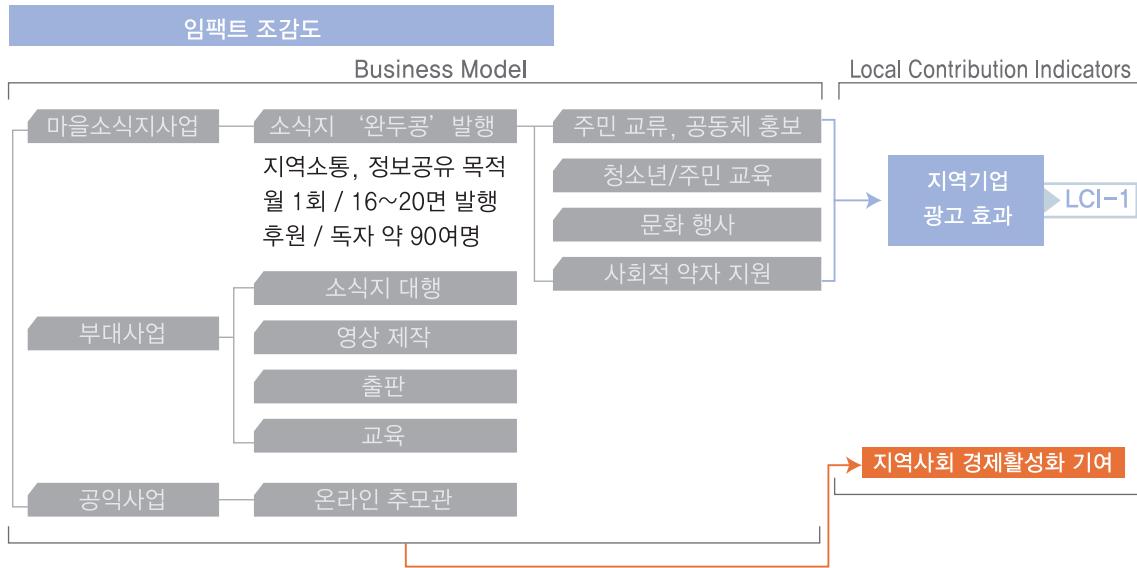 임팩트 조감도
Business Model
Local Contribution Indicators
마을소식지사업
소식지 ‘완두콩’ 발행
지역소통, 정보공유 목적
월 1회 / 16~20면 발행
후원 / 독자 약 90여명
주민 교류, 공동체 홍보
청소년/주민 교육
문화 행사
사회적 약자 지원
지역기업
광고 효과
LCI-1
부대사업
소식지 대행
영상 제작
출판
교육
공익사업
온라인 추모관
지역사회 경제활성화 기여